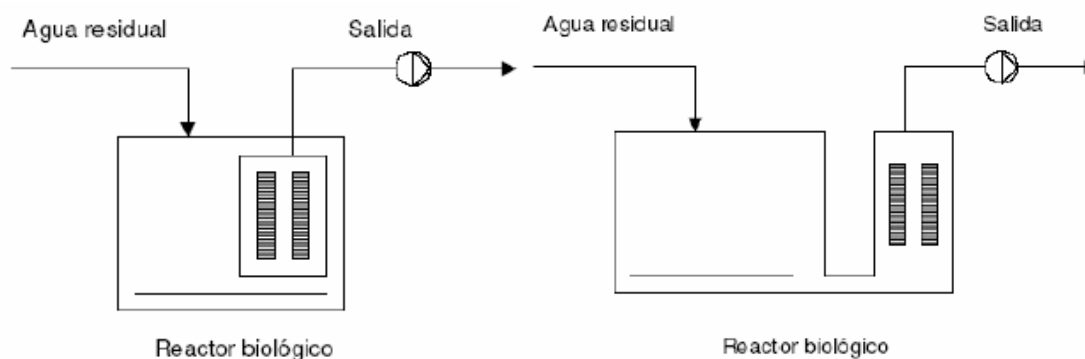 Agua residual
Salida
Reactor biológico
Agua residual
Salida
Reactor biológico